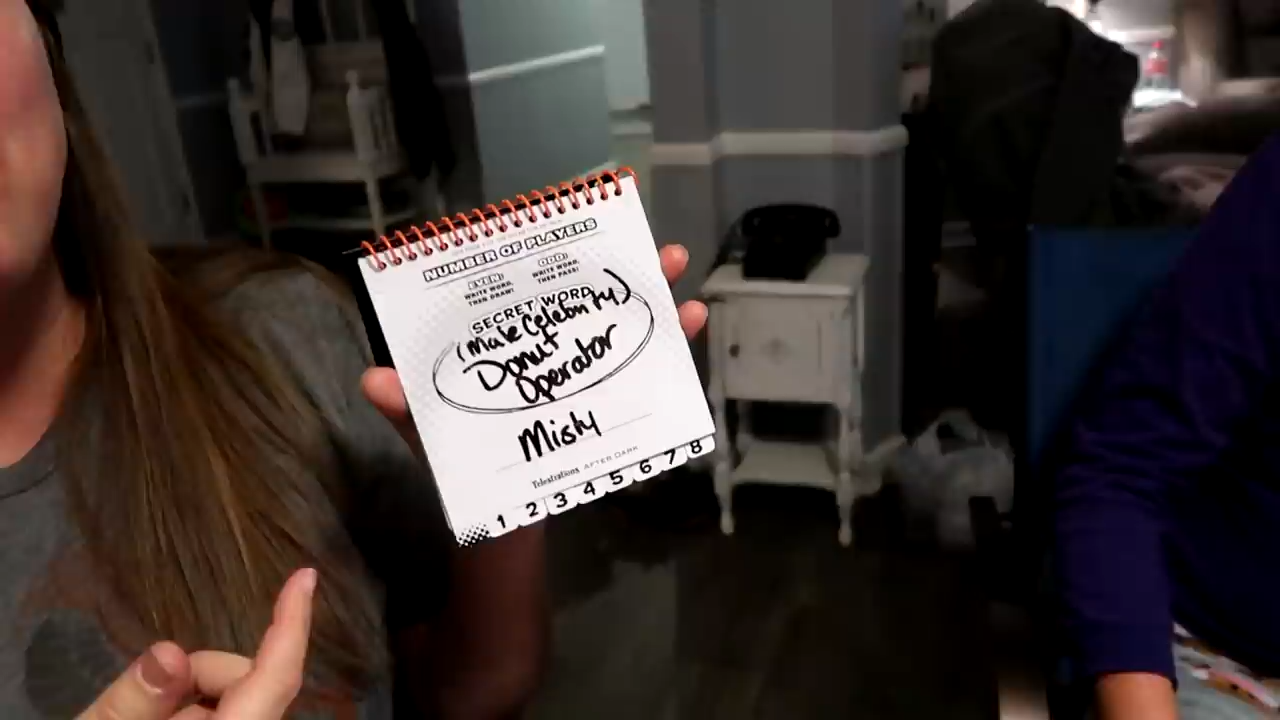 NUMBER OF PLAYERS
EVEN: ODD:
WRITE WORD, WRITE WORD,
THEN DRAW! THEN PASS!
SECRET WORD
(Male Celebrity)
Donut
Operator
Misty
Telestrations AFTER DARK
1 2 3 4 5 6 7 8